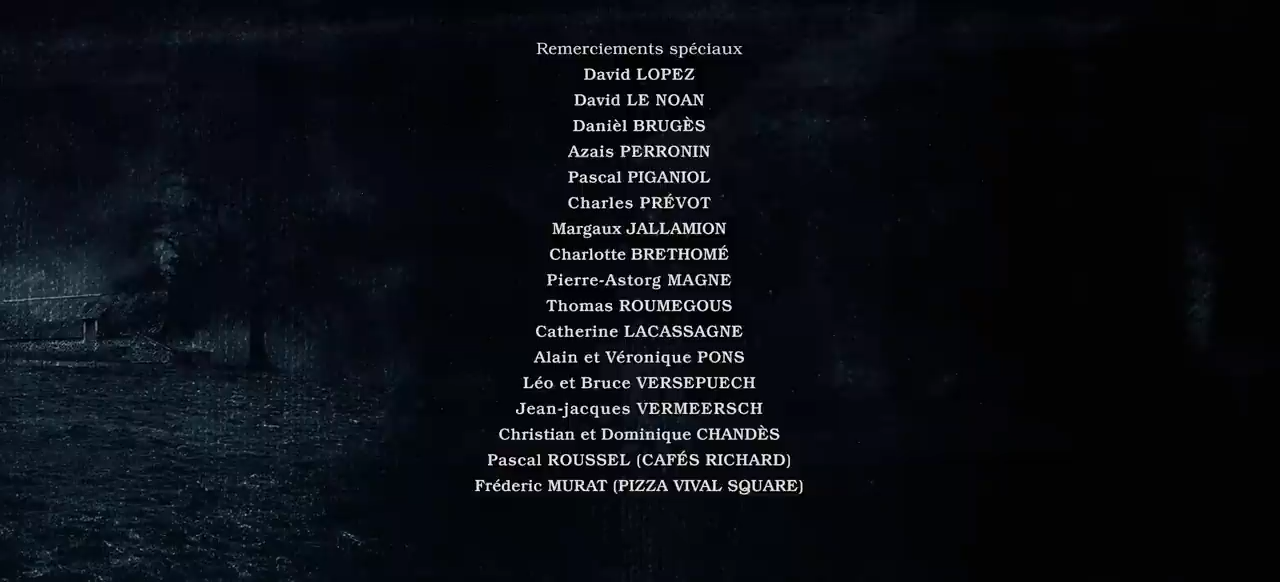 Remerciements spéciaux
David LOPEZ
David LE NOAN
Danièl BRUGÈS
Azais PERRONIN
Pascal PIGANIOL
Charles PRÉVOT
Margaux JALLAMION
Charlotte BRETHOMÉ
Pierre-Astorg MAGNE
Thomas ROUMEGOUS
Catherine LACASSAGNE
Alain et Véronique PONS
Léo et Bruce VERSEPUECH
Jean-jacques VERMEERSCH
Christian et Dominique CHANDÈS
Pascal ROUSSEL (CAFÉS RICHARD)
Fréderic MURAT (PIZZA VIVAL SQUARE)